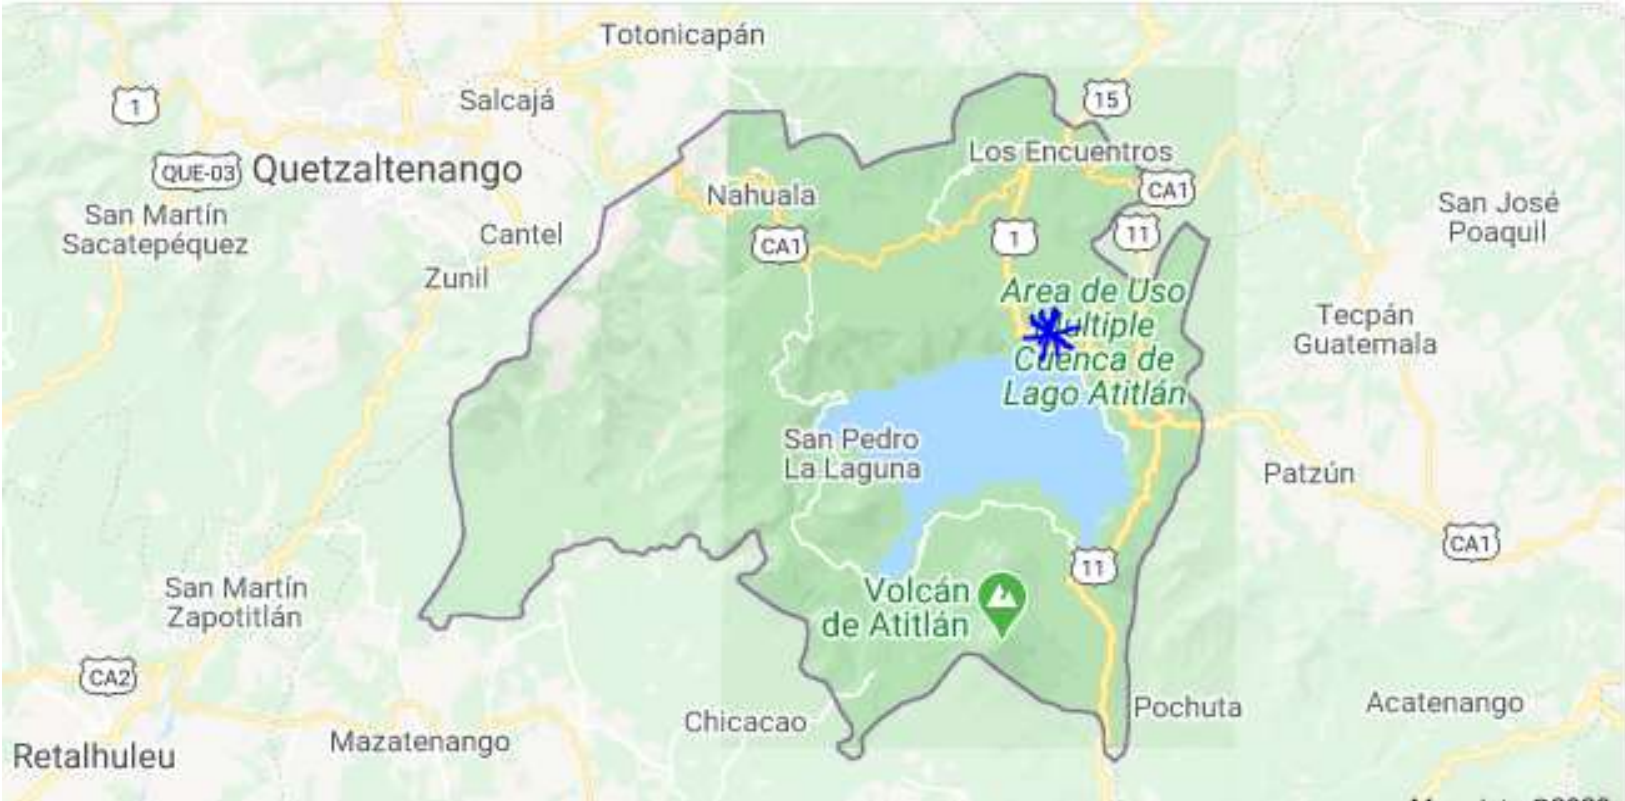 Totonicapán
15
1
Salcajá
Los Encuentros
QUE-03
Quetzaltenango
CA1
Nahuala
San Martín
Sacatepéquez
San José
Poaquil
Cantel
CA1
1
11
Zunil
Area de Uso
ultiple
Cuenca de
Lago Atitlán
Tecpán
Guatemala
San Pedro
La Laguna
Patzún
CA1
11
San Martín
Zapotitlán
Volcán
de Atitlán
CA2
Pochuta
Acatenango
Chicacao
Mazatenango
Retalhuleu